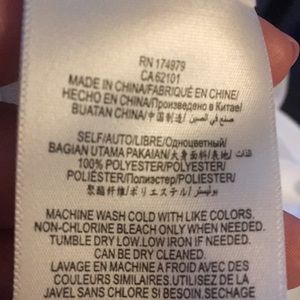 RN 174979
CA 62101
MADE IN CHINA/FABRIQUÉ EN CHINE/
HECHO EN CHINA/Произведено в Китае/
BUATAN CHINA/中国制造/صنع في الصين
SELF/AUTO/LIBRE/Одноцветный/
BAGIAN UTAMA PAKAIAN/大身面料/表地/الذات
100% POLYESTER/POLYESTER/
POLIÉSTER/Полиэстер/POLIESTER/
聚酯纤维/ポリエステル/بوليستر
MACHINE WASH COLD WITH LIKE COLORS.
NON-CHLORINE BLEACH ONLY WHEN NEEDED.
TUMBLE DRY LOW. LOW IRON IF NEEDED.
CAN BE DRY CLEANED.
LAVAGE EN MACHINE A FROID AVEC DES
COULEURS SIMILAIRES. UTILISEZ DE LA
JAVEL SANS CHLORE SI BESOIN SECHAGE